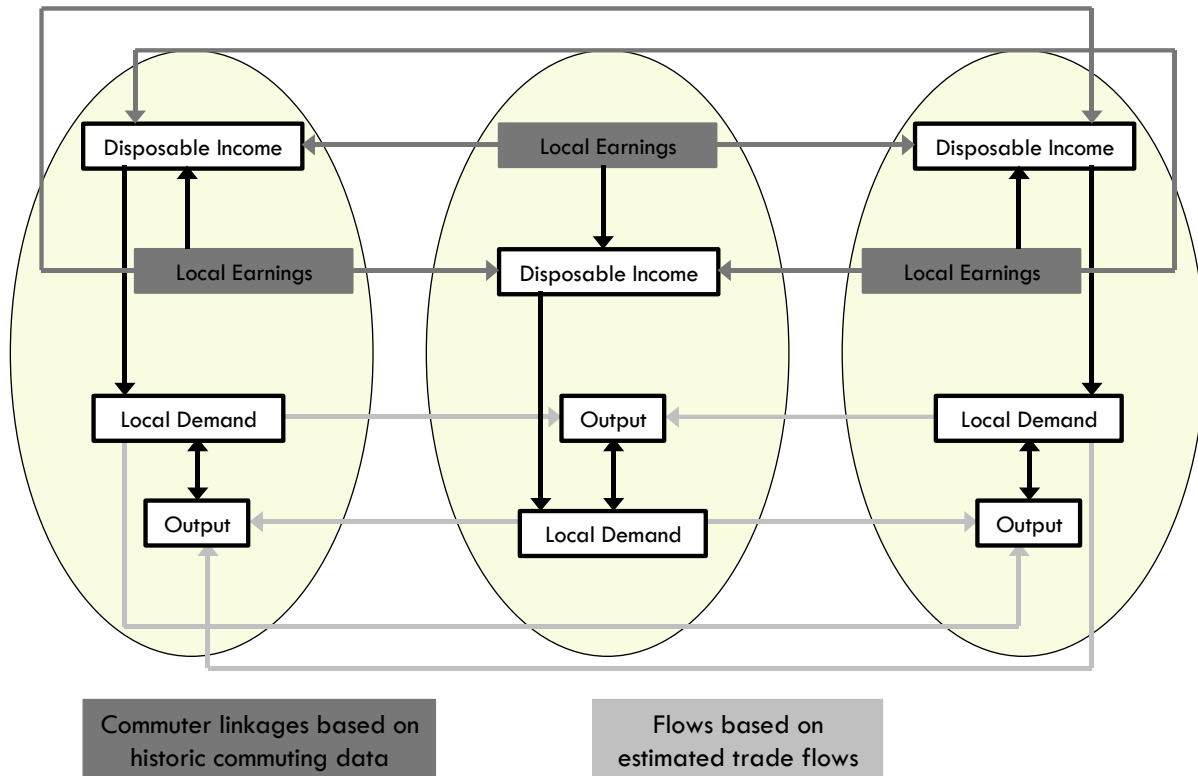 Disposable Income
Local Earnings
Disposable Income
Local Earnings
Disposable Income
Local Earnings
Local Demand
Output
Local Demand
Output
Local Demand
Output
Commuter linkages based on
historic commuting data
Flows based on
estimated trade flows